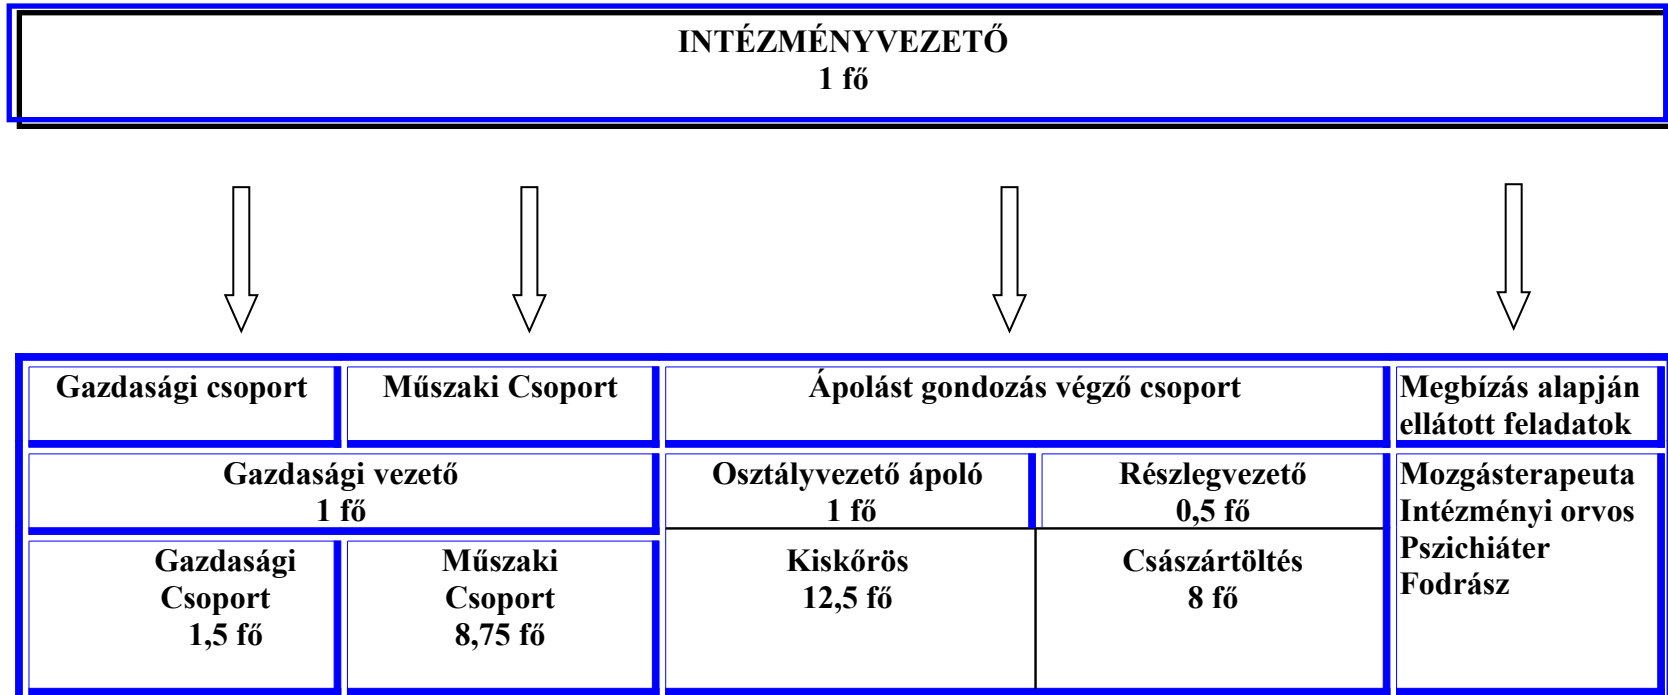 INTÉZMÉNYVEZETŐ
1 fő
Gazdasági csoport
Műszaki Csoport
Ápolást gondozás végző csoport
Megbízás alapján
ellátott feladatok
Gazdasági vezető
1 fő
Osztályvezető ápoló
1 fő
Részlegvezető
0,5 fő
Mozgásterapeuta
Intézményi orvos
Pszichiáter
Fodrász
Gazdasági
Csoport
1,5 fő
Műszaki
Csoport
8,75 fő
Kiskőrös
12,5 fő
Császártöltés
8 fő